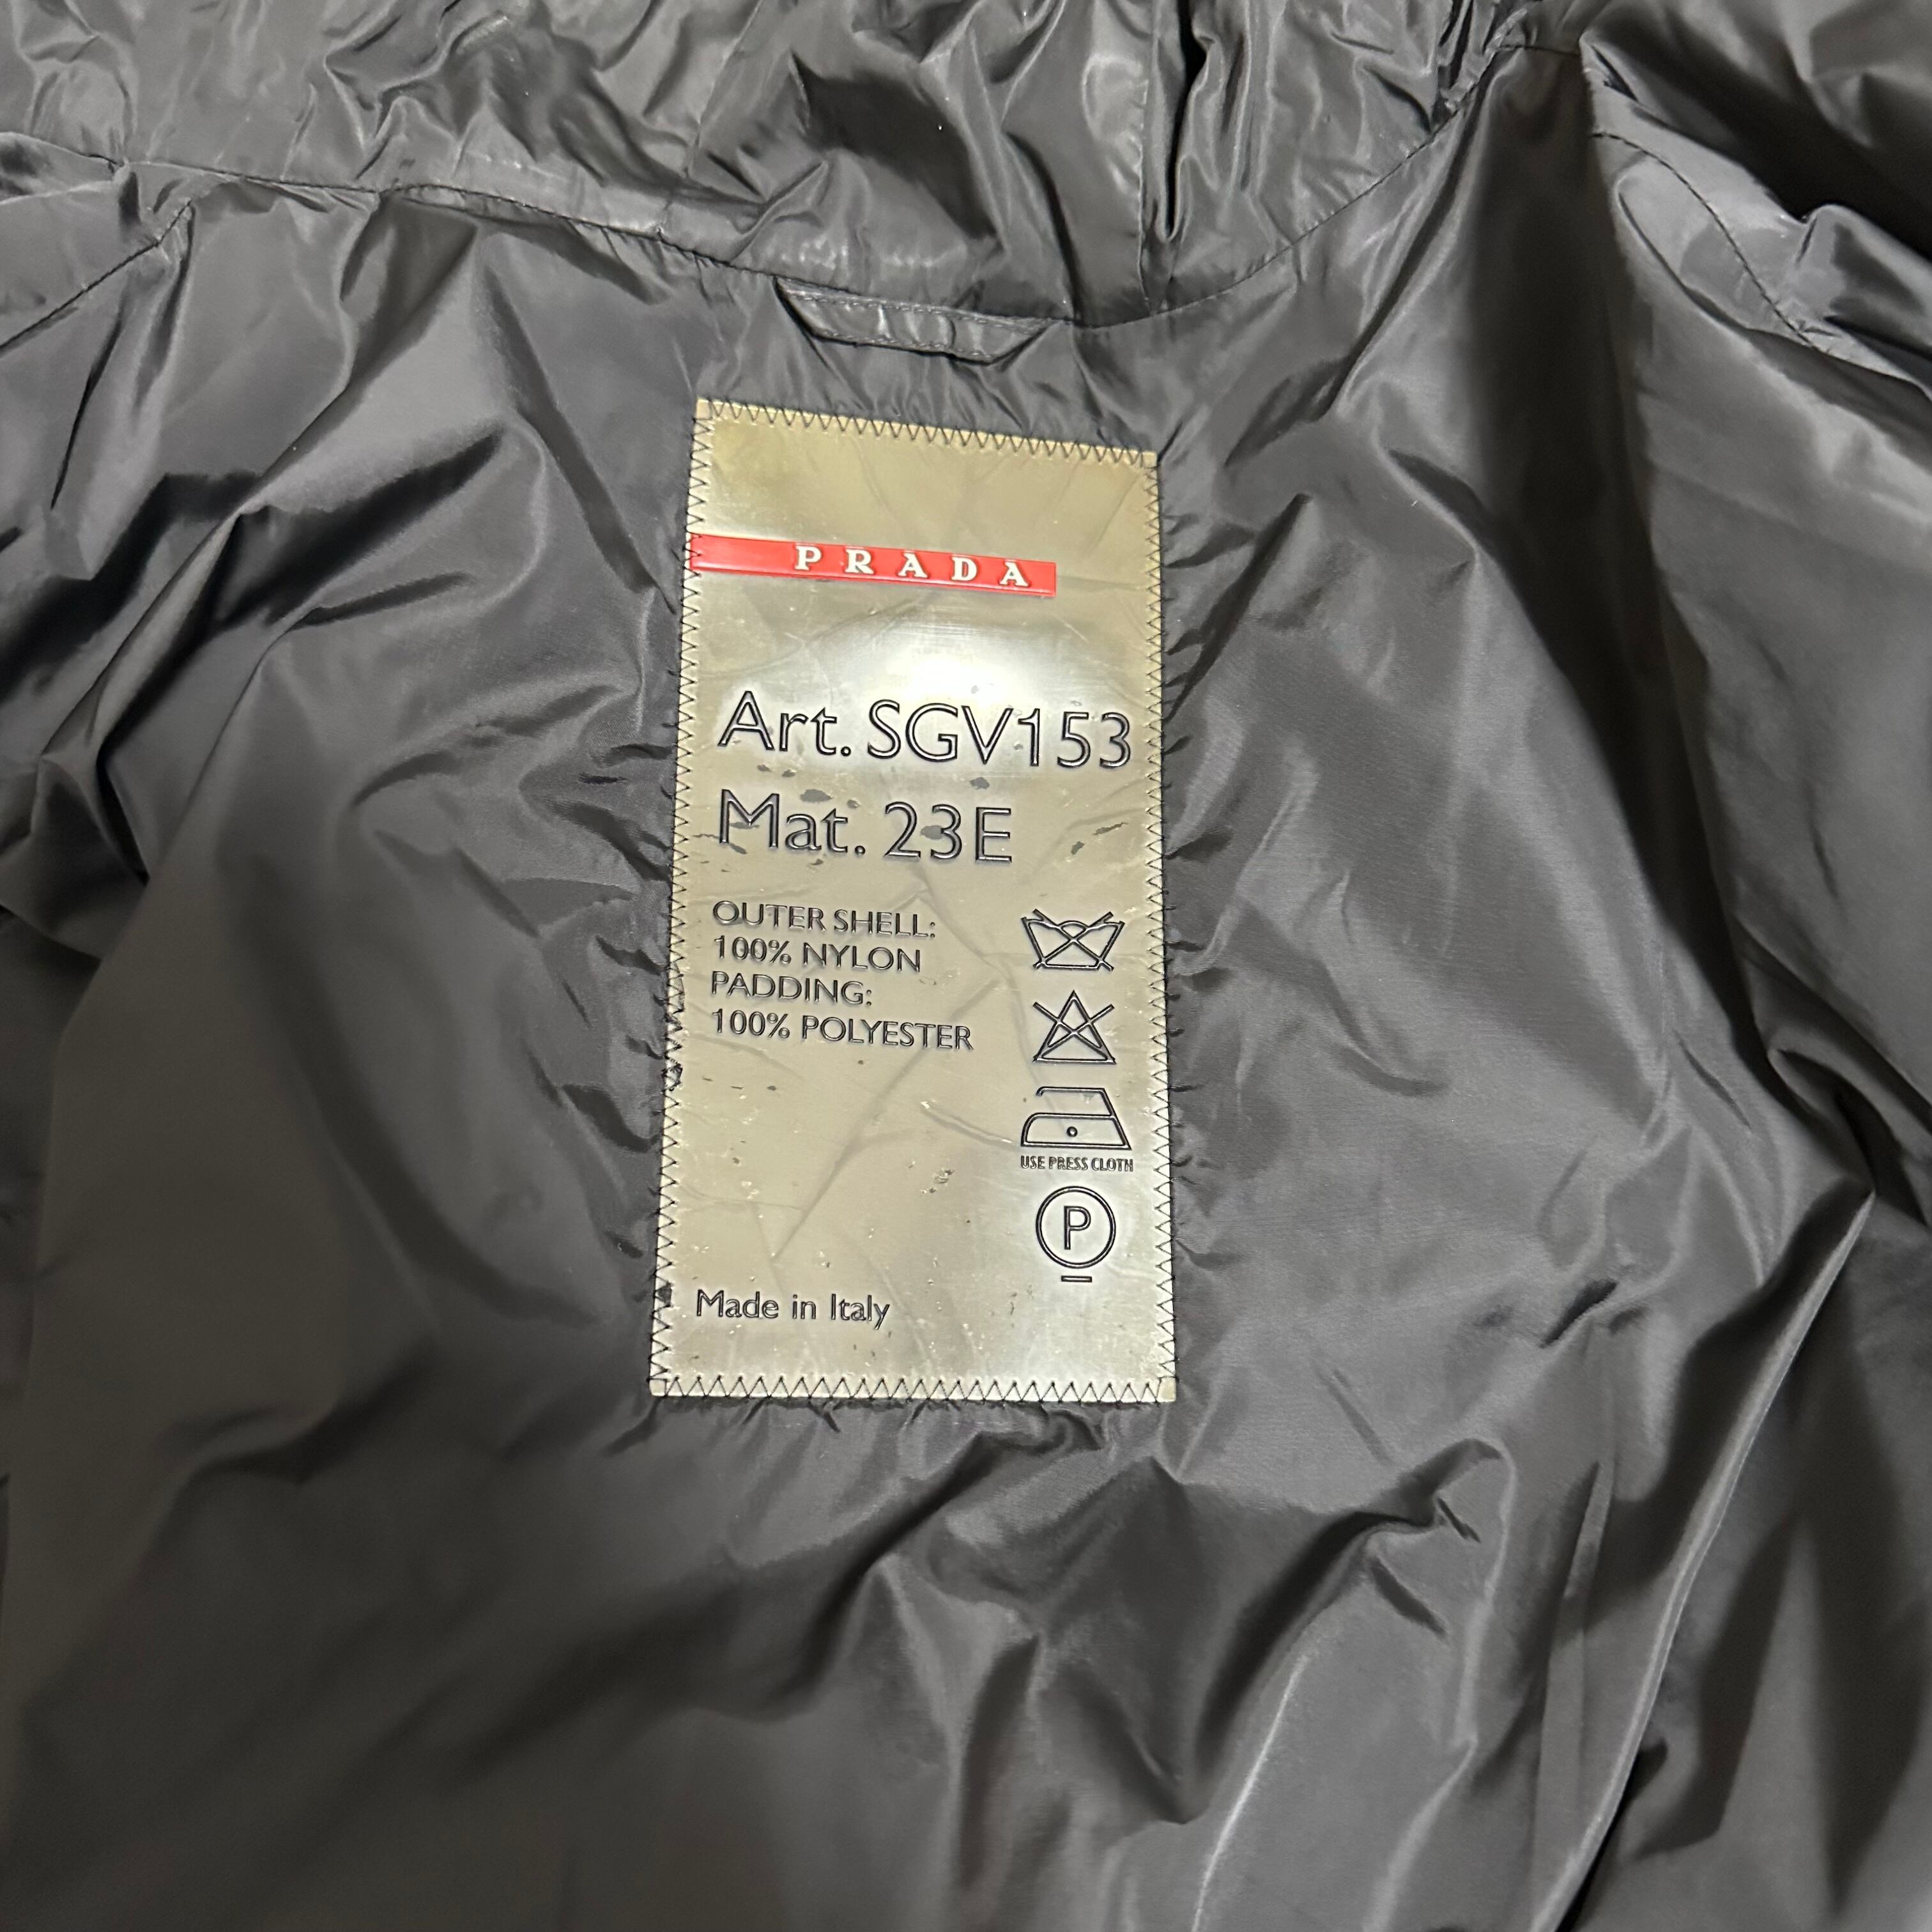 PRADA
Art. SGV153
Mat. 23E
OUTER SHELL:
100% NYLON
PADDING:
100% POLYESTER
USE PRESS CLOTH
P
Made in Italy